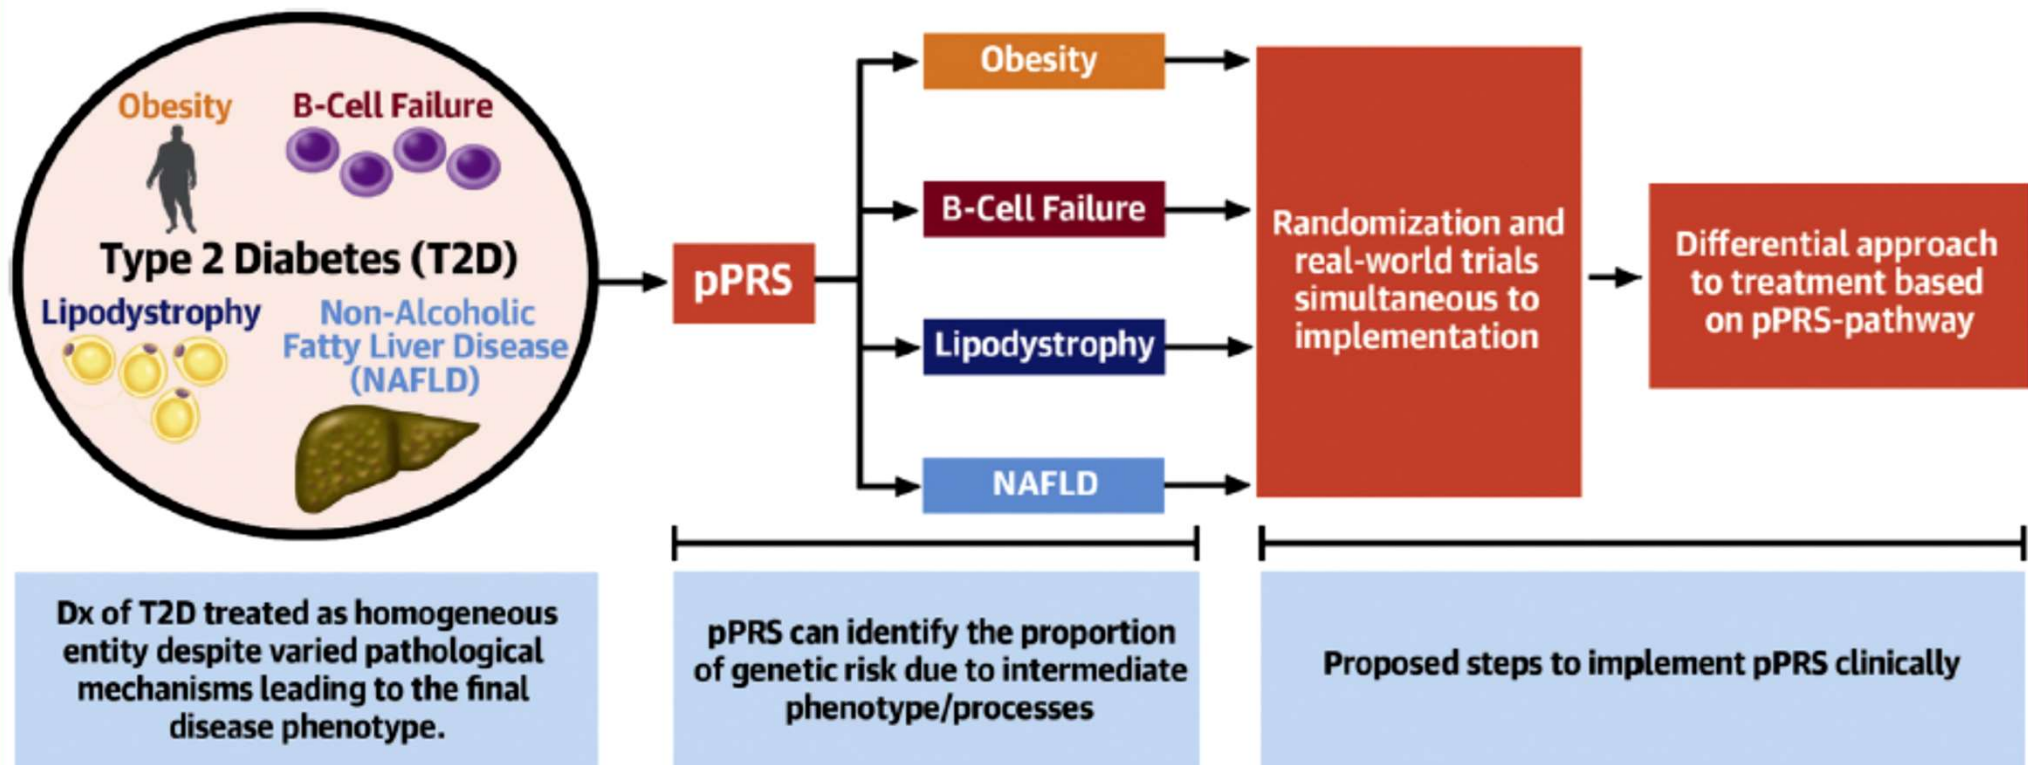 Obesity
B-Cell Failure
Type 2 Diabetes (T2D)
Lipodystrophy
Non-Alcoholic
Fatty Liver Disease
(NAFLD)
pPRS
Obesity
B-Cell Failure
Lipodystrophy
NAFLD
Randomization and
real-world trials
simultaneous to
implementation
Differential approach
to treatment based
on pPRS-pathway
Dx of T2D treated as homogeneous
entity despite varied pathological
mechanisms leading to the final
disease phenotype.
pPRS can identify the proportion
of genetic risk due to intermediate
phenotype/processes
Proposed steps to implement pPRS clinically